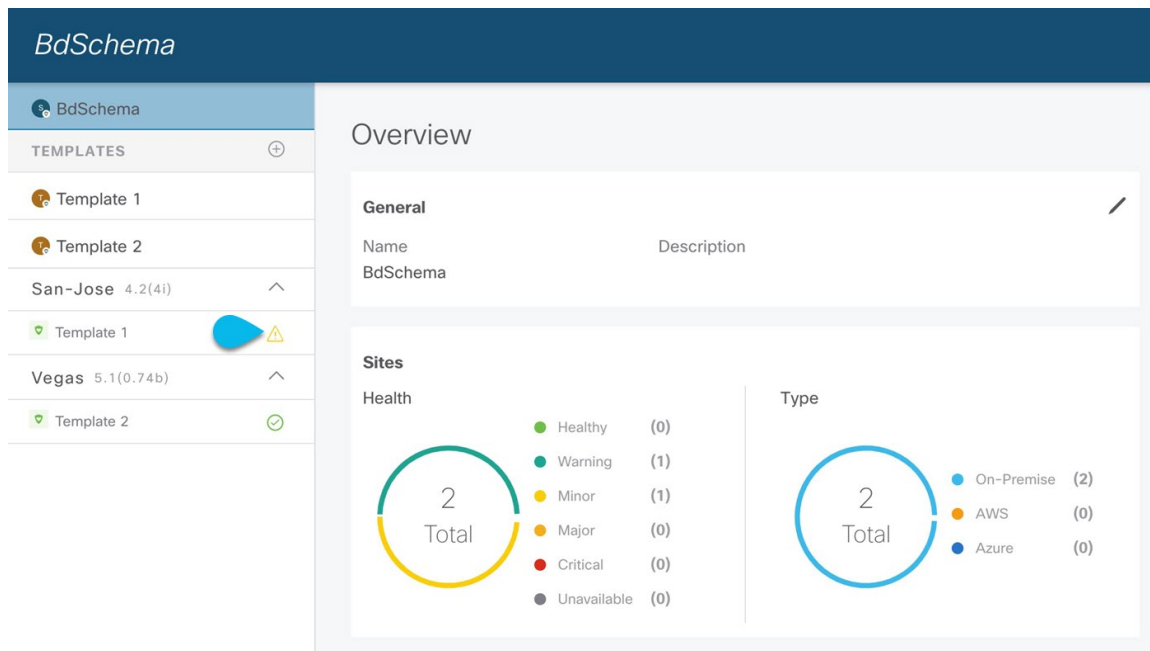 BdSchema
BdSchema
TEMPLATES
Template 1
Template 2
San-Jose 4.2(4i)
Template 1
Vegas 5.1(0.74b)
Template 2
Overview
General
Name Description
BdSchema
Sites
Health
2
Total
Healthy (0)
Warning (1)
Minor (1)
Major (0)
Critical (0)
Unavailable (0)
Type
2
Total
On-Premise (2)
AWS (0)
Azure (0)